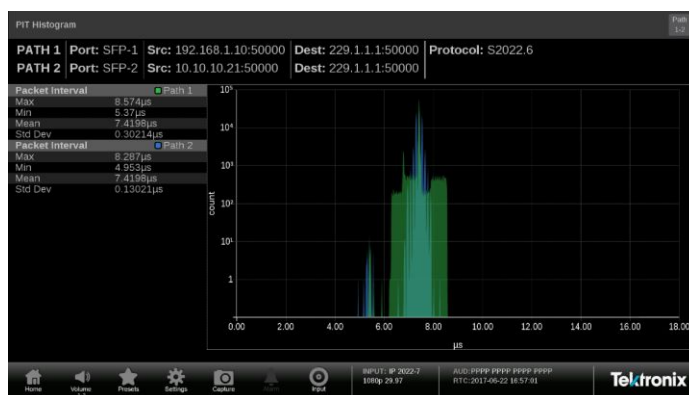 PIT Histogram
Path
1-2
PATH 1 Port: SFP-1 Src: 192.168.1.10:50000 Dest: 229.1.1.1:50000 Protocol: S2022.6
PATH 2 Port: SFP-2 Src: 10.10.10.21:50000 Dest: 229.1.1.1:50000
Packet Interval Path 1
Max 8.574µs
Min 5.37µs
Mean 7.4198µs
Std Dev 0.30214µs
Packet Interval Path 2
Max 8.287µs
Min 4.953µs
Mean 7.4198µs
Std Dev 0.13021µs
10⁵
10⁴
10³
10²
10¹
1
count
0.00 2.00 4.00 6.00 8.00 10.00 12.00 14.00 16.00 18.00
µs
Home Volume Presets Settings Capture Alarm Input
INPUT: IP 2022-7
1080p 29.97
AUD:PPPP PPPP PPPP PPPP
RTC:2017-06-22 16:57:01
Tektronix